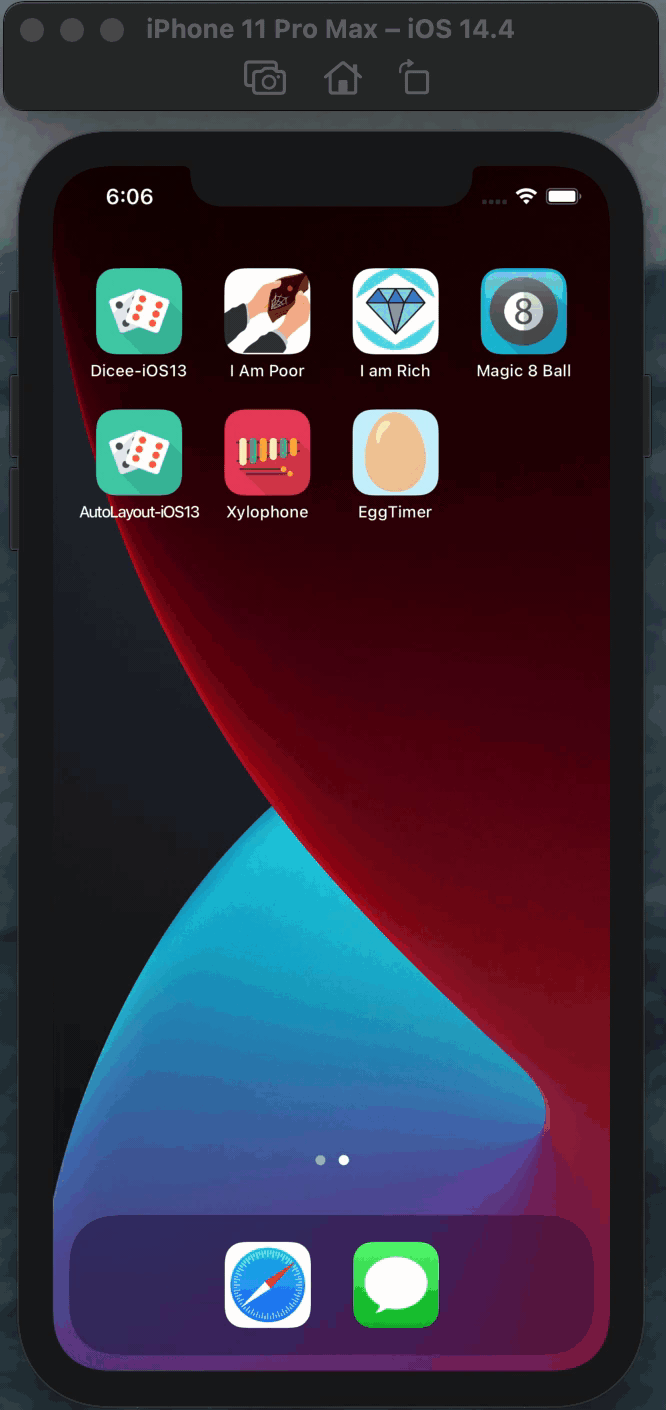 iPhone 11 Pro Max – iOS 14.4
6:06
8
Dicee-iOS13 I Am Poor I am Rich Magic 8 Ball
AutoLayout-iOS13 Xylophone EggTimer